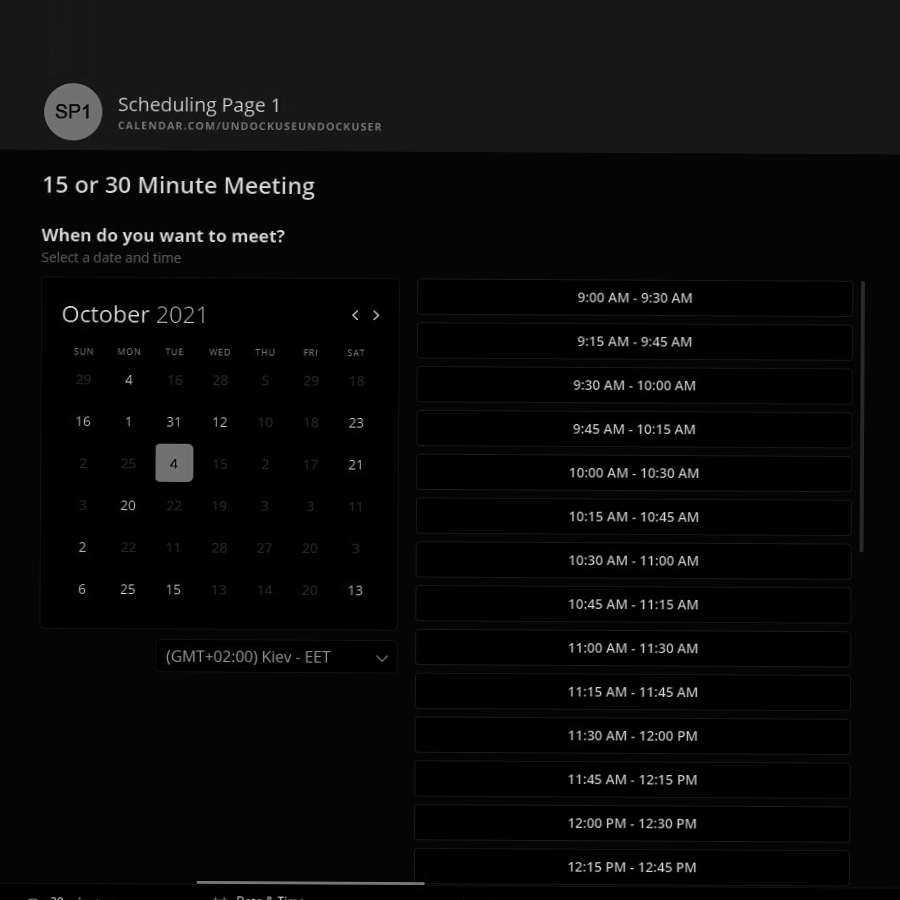 SP1
Scheduling Page 1
CALENDAR.COM/UNDOCKUSEUNDOCKUSER
15 or 30 Minute Meeting
When do you want to meet?
Select a date and time
October 2021
SUN MON TUE WED THU FRI SAT
29 4 16 28 5 29 18
16 1 31 12 10 18 23
2 25 4 15 2 17 21
3 20 22 19 3 3 11
2 22 11 28 27 20 3
6 25 15 13 14 20 13
(GMT+02:00) Kiev - EET
9:00 AM - 9:30 AM
9:15 AM - 9:45 AM
9:30 AM - 10:00 AM
9:45 AM - 10:15 AM
10:00 AM - 10:30 AM
10:15 AM - 10:45 AM
10:30 AM - 11:00 AM
10:45 AM - 11:15 AM
11:00 AM - 11:30 AM
11:15 AM - 11:45 AM
11:30 AM - 12:00 PM
11:45 AM - 12:15 PM
12:00 PM - 12:30 PM
12:15 PM - 12:45 PM
Date & Time